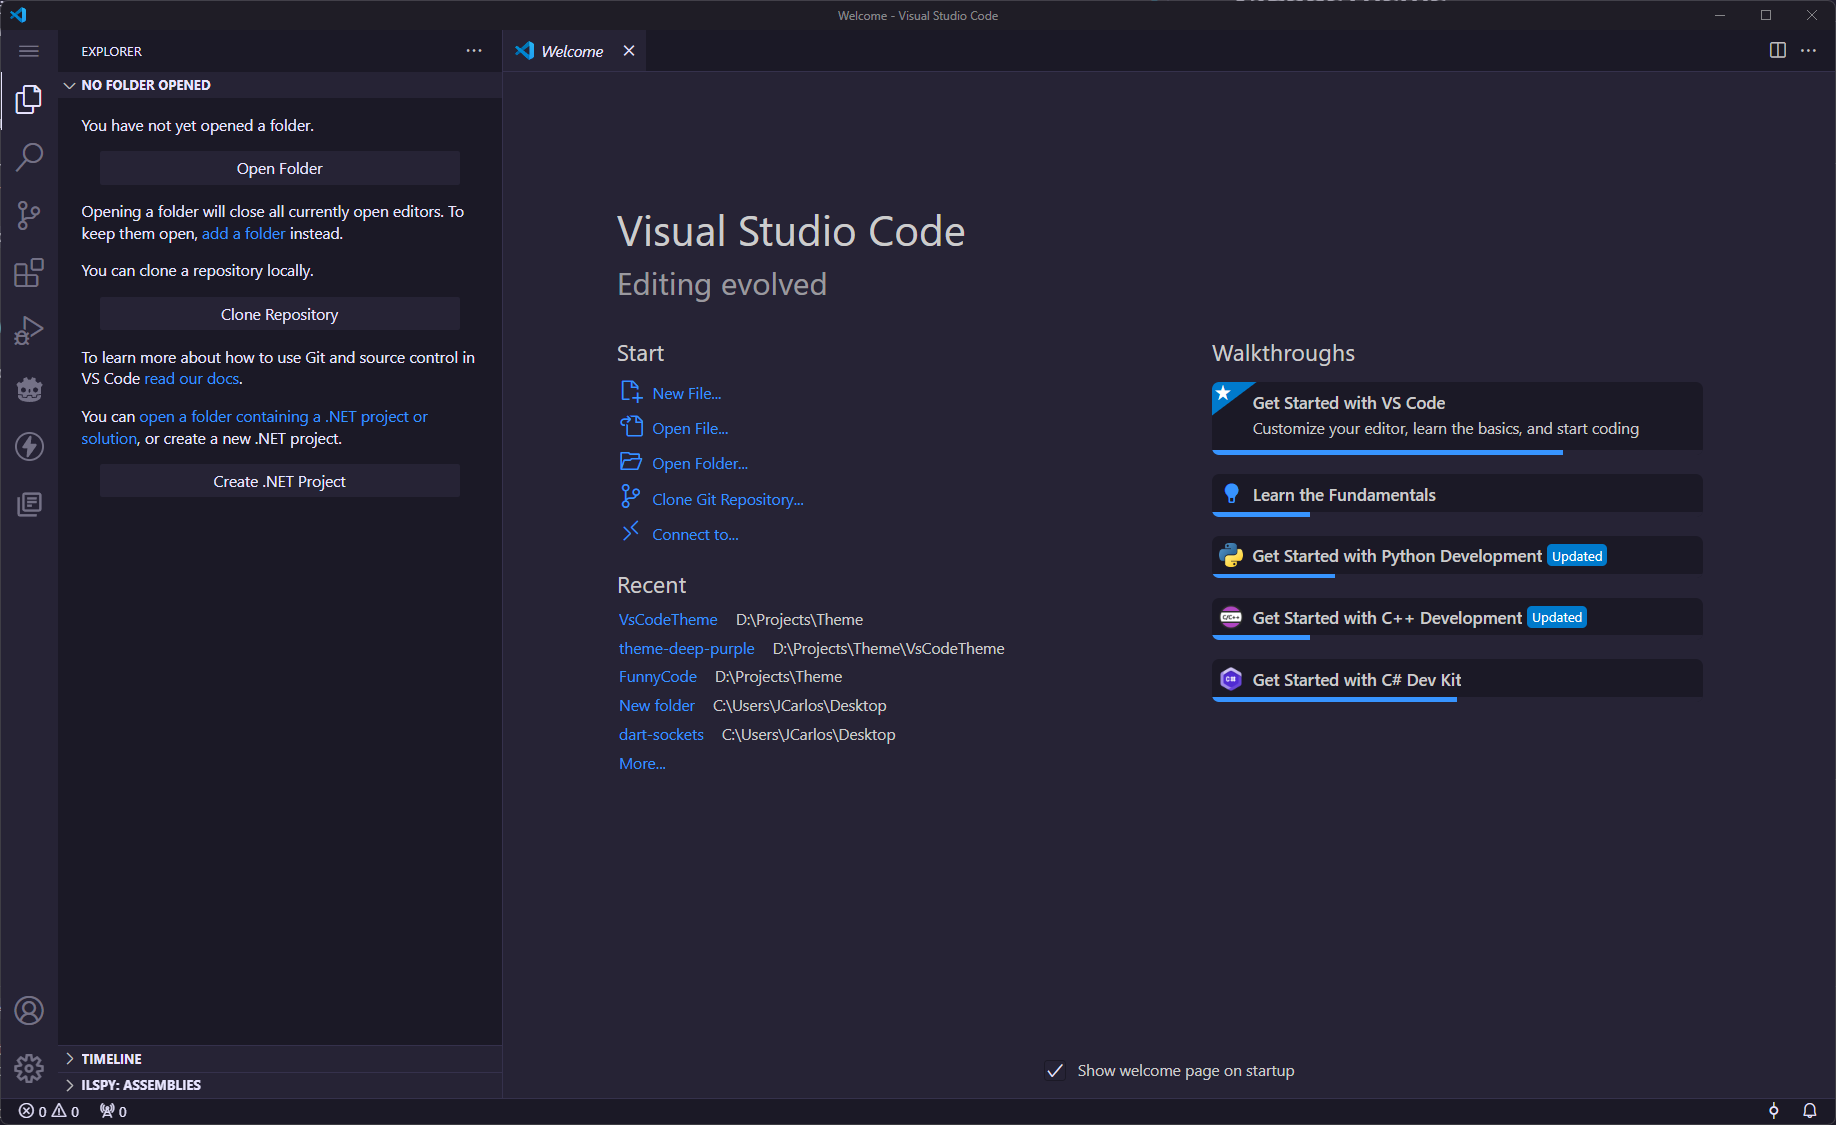 Welcome - Visual Studio Code
EXPLORER
NO FOLDER OPENED
You have not yet opened a folder.
Open Folder
Opening a folder will close all currently open editors. To
keep them open, add a folder instead.
You can clone a repository locally.
Clone Repository
To learn more about how to use Git and source control in
VS Code read our docs.
You can open a folder containing a .NET project or
solution, or create a new .NET project.
Create .NET Project
TIMELINE
ILSPY: ASSEMBLIES
Welcome
Visual Studio Code
Editing evolved
Start
New File...
Open File...
Open Folder...
Clone Git Repository...
Connect to...
Recent
VsCodeTheme D:\Projects\Theme
theme-deep-purple D:\Projects\Theme\VsCodeTheme
FunnyCode D:\Projects\Theme
New folder C:\Users\JCarlos\Desktop
dart-sockets C:\Users\JCarlos\Desktop
More...
Walkthroughs
Get Started with VS Code
Customize your editor, learn the basics, and start coding
Learn the Fundamentals
Get Started with Python Development Updated
C/C++ Get Started with C++ Development Updated
C# Get Started with C# Dev Kit
Show welcome page on startup
0 0 0